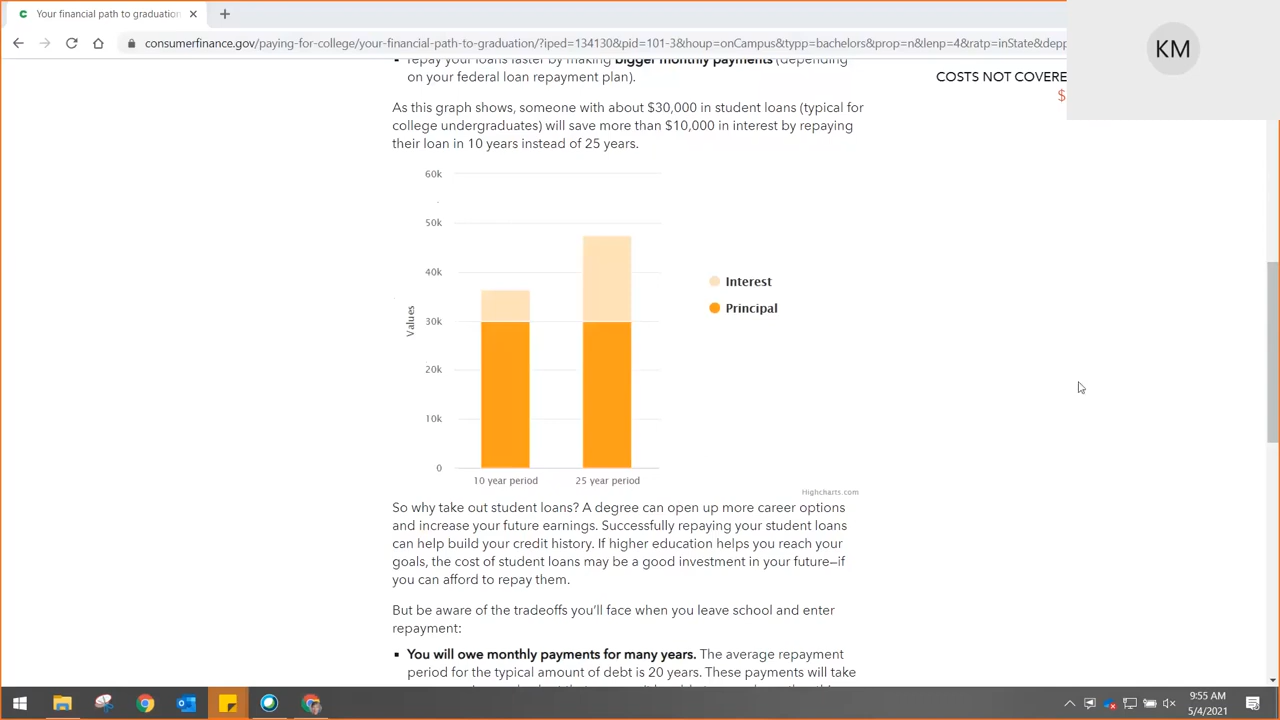 Your financial path to graduation
consumerfinance.gov/paying-for-college/your-financial-path-to-graduation/?iped=134130&pid=101-3&houp=onCampus&typp=bachelors&prop=n&lenp=4&ratp=inState&depp
KM
repay your loans faster by making bigger monthly payments (depending
on your federal loan repayment plan).
COSTS NOT COVERE
$
As this graph shows, someone with about $30,000 in student loans (typical for
college undergraduates) will save more than $10,000 in interest by repaying
their loan in 10 years instead of 25 years.
60k
50k
40k
30k
20k
10k
0
Values
10 year period
25 year period
Interest
Principal
Highcharts.com
So why take out student loans? A degree can open up more career options
and increase your future earnings. Successfully repaying your student loans
can help build your credit history. If higher education helps you reach your
goals, the cost of student loans may be a good investment in your future—if
you can afford to repay them.
But be aware of the tradeoffs you'll face when you leave school and enter
repayment:
▪ You will owe monthly payments for many years. The average repayment
period for the typical amount of debt is 20 years. These payments will take
9:55 AM
5/4/2021